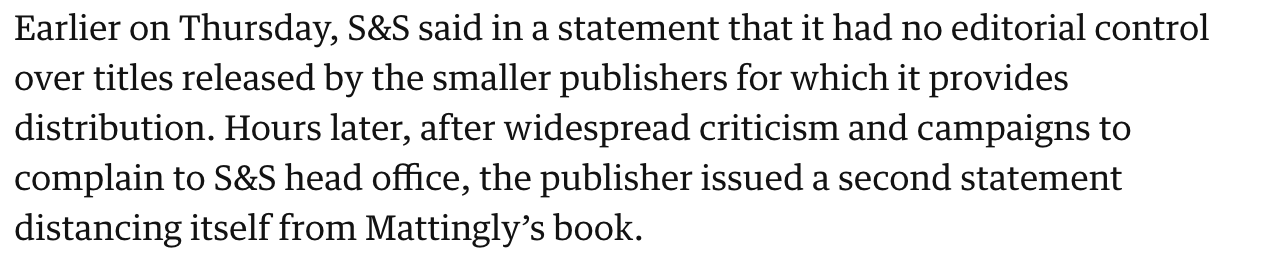 Earlier on Thursday, S&S said in a statement that it had no editorial control
over titles released by the smaller publishers for which it provides
distribution. Hours later, after widespread criticism and campaigns to
complain to S&S head office, the publisher issued a second statement
distancing itself from Mattingly’s book.